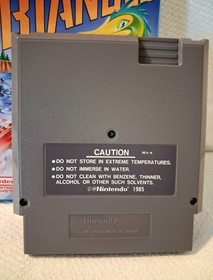 CAUTION
REV-A
•DO NOT STORE IN EXTREME TEMPERATURES.
•DO NOT IMMERSE IN WATER.
•DO NOT CLEAN WITH BENZENE, THINNER,
ALCOHOL OR OTHER SUCH SOLVENTS.
©®Nintendo® 1985
Nintendo®